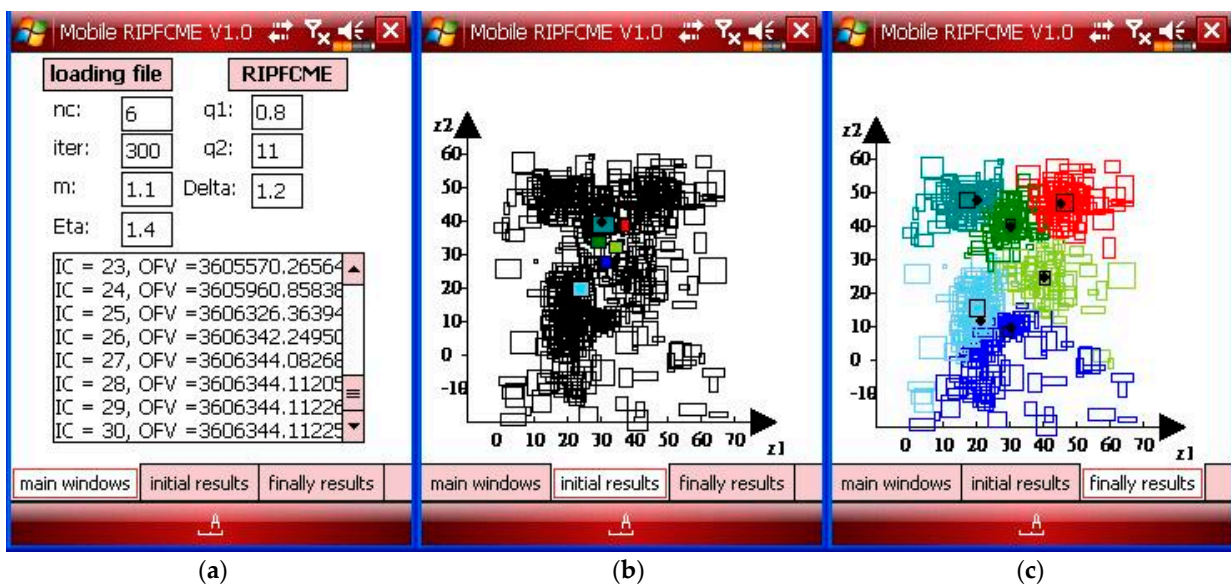 Mobile RIPFCME V1.0
loading file RIPFCME
nc: 6 q1: 0.8
iter: 300 q2: 11
m: 1.1 Delta: 1.2
Eta: 1.4
IC = 23, OFV =3605570.26564
IC = 24, OFV =3605960.85838
IC = 25, OFV =3606326.36394
IC = 26, OFV =3606342.24950
IC = 27, OFV =3606344.08268
IC = 28, OFV =3606344.11205
IC = 29, OFV =3606344.11226
IC = 30, OFV =3606344.11225
main windows initial results finally results
A
(a)
Mobile RIPFCME V1.0
z2
60
50
40
30
20
10
0
-10
0 10 20 30 40 50 60 70
z1
main windows initial results finally results
A
(b)
Mobile RIPFCME V1.0
z2
60
50
40
30
20
10
0
-10
0 10 20 30 40 50 60 70
z1
main windows initial results finally results
A
(c)